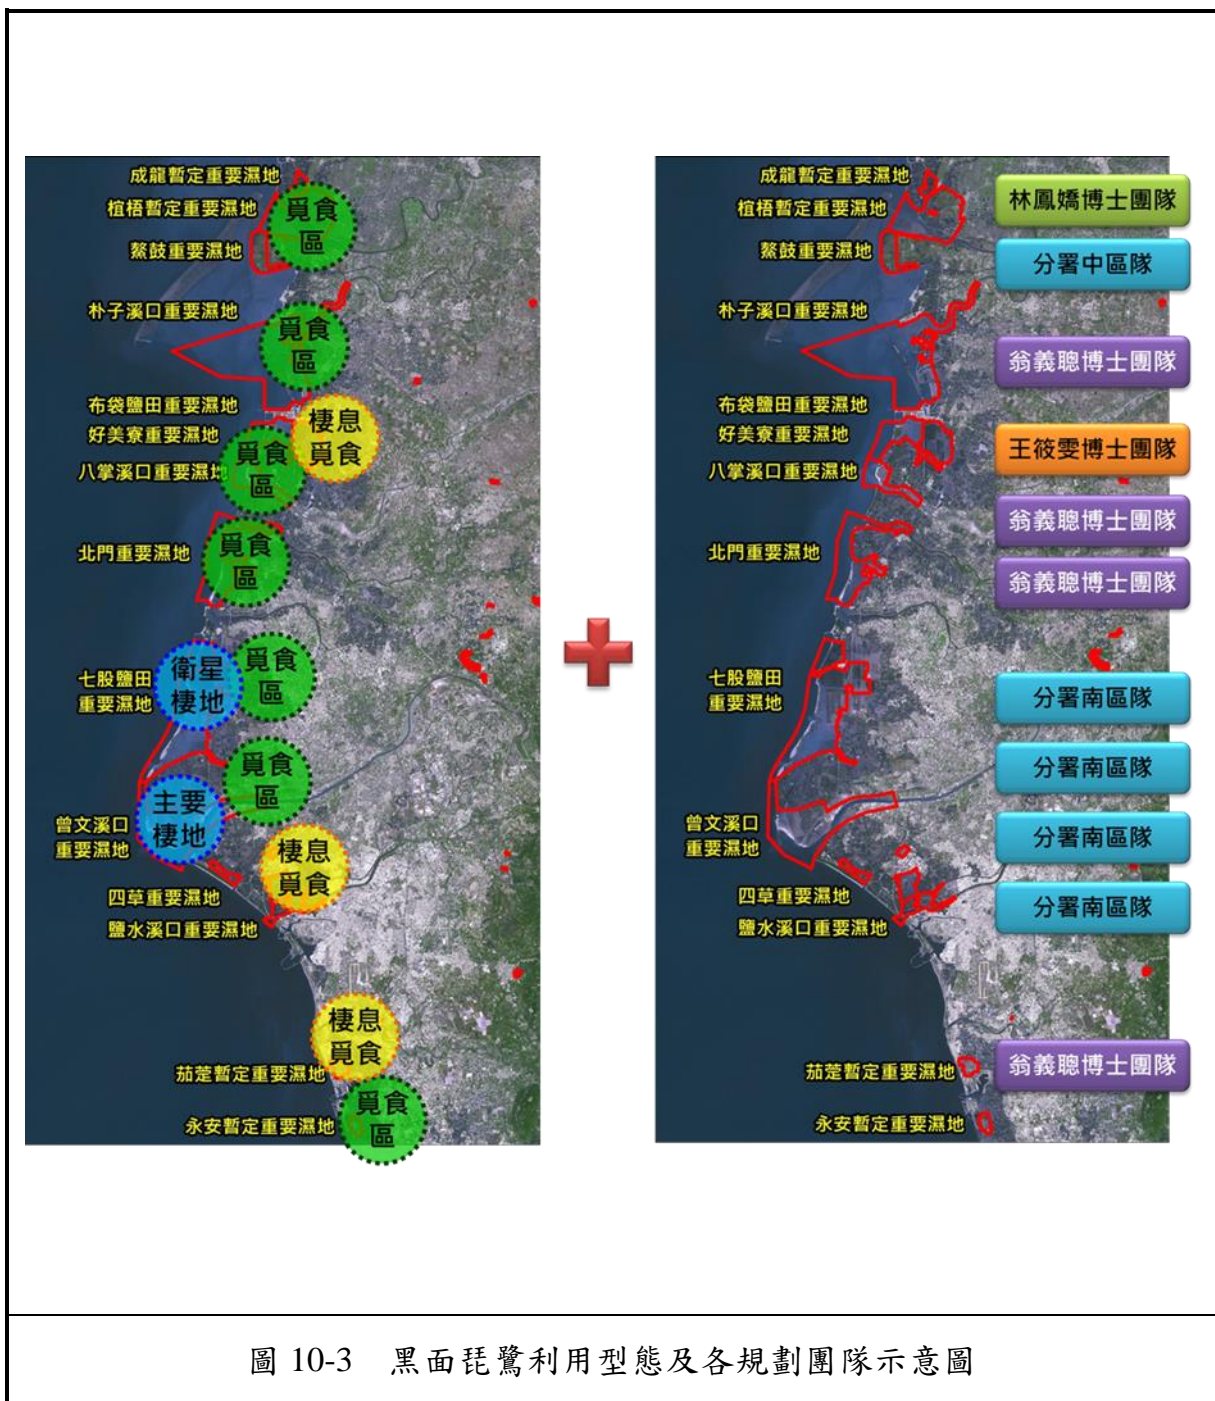 成龍暫定重要濕地
椬梧暫定重要濕地
鰲鼓重要濕地
朴子溪口重要濕地
布袋鹽田重要濕地
好美寮重要濕地
八掌溪口重要濕地
北門重要濕地
七股鹽田
重要濕地
曾文溪口
重要濕地
四草重要濕地
鹽水溪口重要濕地
茄萣暫定重要濕地
永安暫定重要濕地
覓食
區
覓食
區
棲息
覓食
覓食
區
覓食
區
衛星
棲地
覓食
區
覓食
區
主要
棲地
棲息
覓食
棲息
覓食
覓食
區
成龍暫定重要濕地
椬梧暫定重要濕地
鰲鼓重要濕地
朴子溪口重要濕地
布袋鹽田重要濕地
好美寮重要濕地
八掌溪口重要濕地
北門重要濕地
七股鹽田
重要濕地
曾文溪口
重要濕地
四草重要濕地
鹽水溪口重要濕地
茄萣暫定重要濕地
永安暫定重要濕地
林鳳嬌博士團隊
分署中區隊
翁義聰博士團隊
王筱雯博士團隊
翁義聰博士團隊
翁義聰博士團隊
分署南區隊
分署南區隊
分署南區隊
分署南區隊
翁義聰博士團隊
圖 10-3 黑面琵鷺利用型態及各規劃團隊示意圖